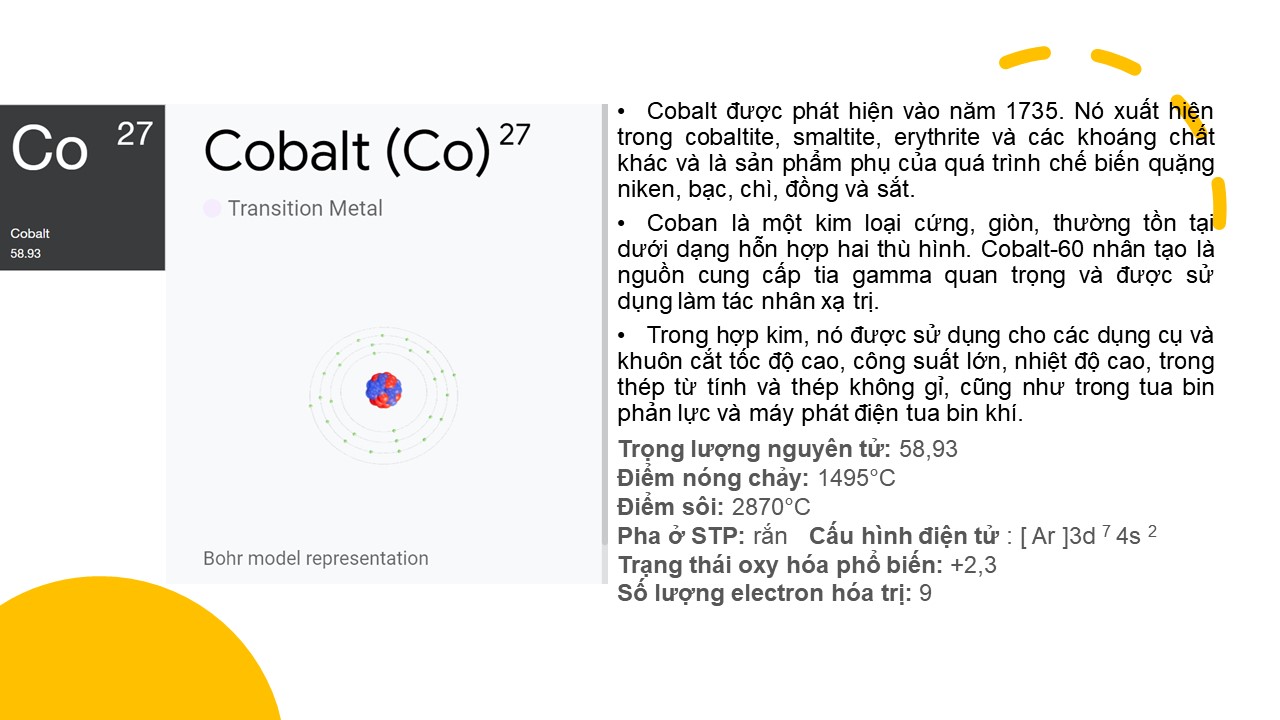 Co 27
Cobalt
58.93
Cobalt (Co) 27
Transition Metal
Bohr model representation
• Cobalt được phát hiện vào năm 1735. Nó xuất hiện
trong cobaltite, smaltite, erythrite và các khoáng chất
khác và là sản phẩm phụ của quá trình chế biến quặng
niken, bạc, chì, đồng và sắt.
• Coban là một kim loại cứng, giòn, thường tồn tại
dưới dạng hỗn hợp hai thù hình. Cobalt-60 nhân tạo là
nguồn cung cấp tia gamma quan trọng và được sử
dụng làm tác nhân xạ trị.
• Trong hợp kim, nó được sử dụng cho các dụng cụ và
khuôn cắt tốc độ cao, công suất lớn, nhiệt độ cao, trong
thép từ tính và thép không gỉ, cũng như trong tua bin
phản lực và máy phát điện tua bin khí.
Trọng lượng nguyên tử: 58,93
Điểm nóng chảy: 1495°C
Điểm sôi: 2870°C
Pha ở STP: rắn Cấu hình điện tử : [ Ar ]3d 7 4s 2
Trạng thái oxy hóa phổ biến: +2,3
Số lượng electron hóa trị: 9